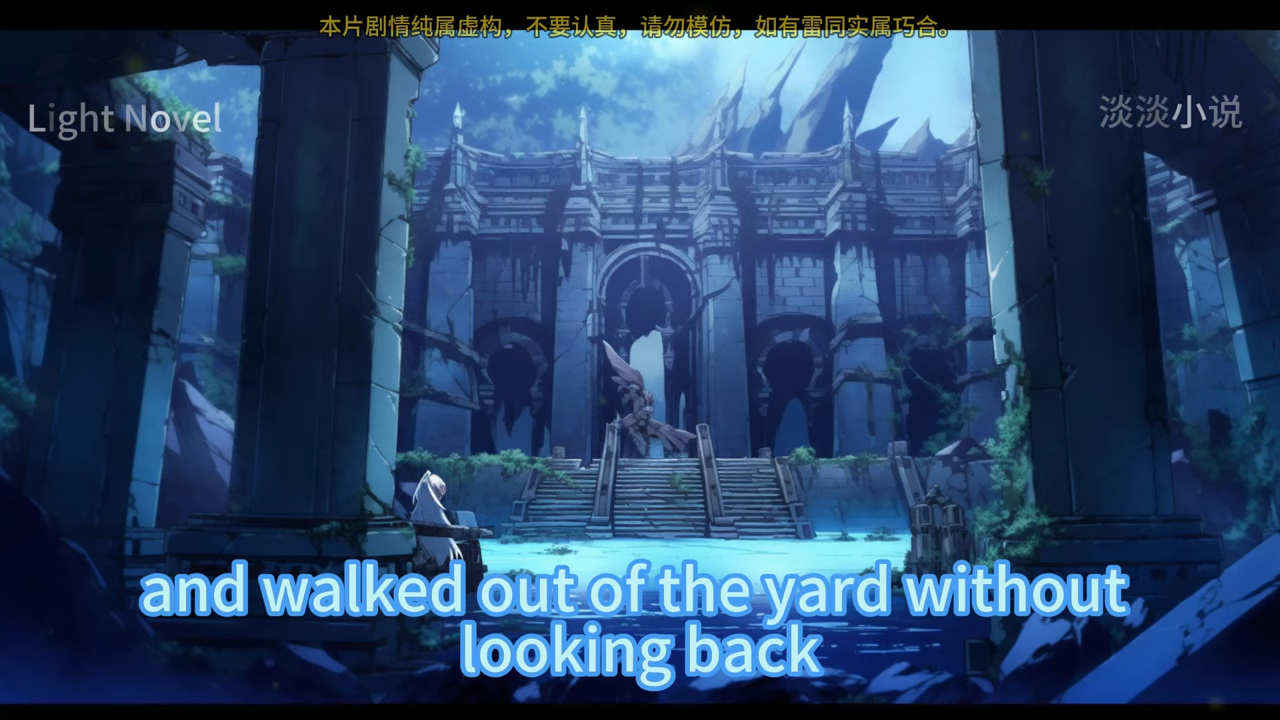 本片剧情纯属虚构，不要认真，请勿模仿，如有雷同实属巧合。
Light Novel
淡淡小说
and walked out of the yard without
looking back